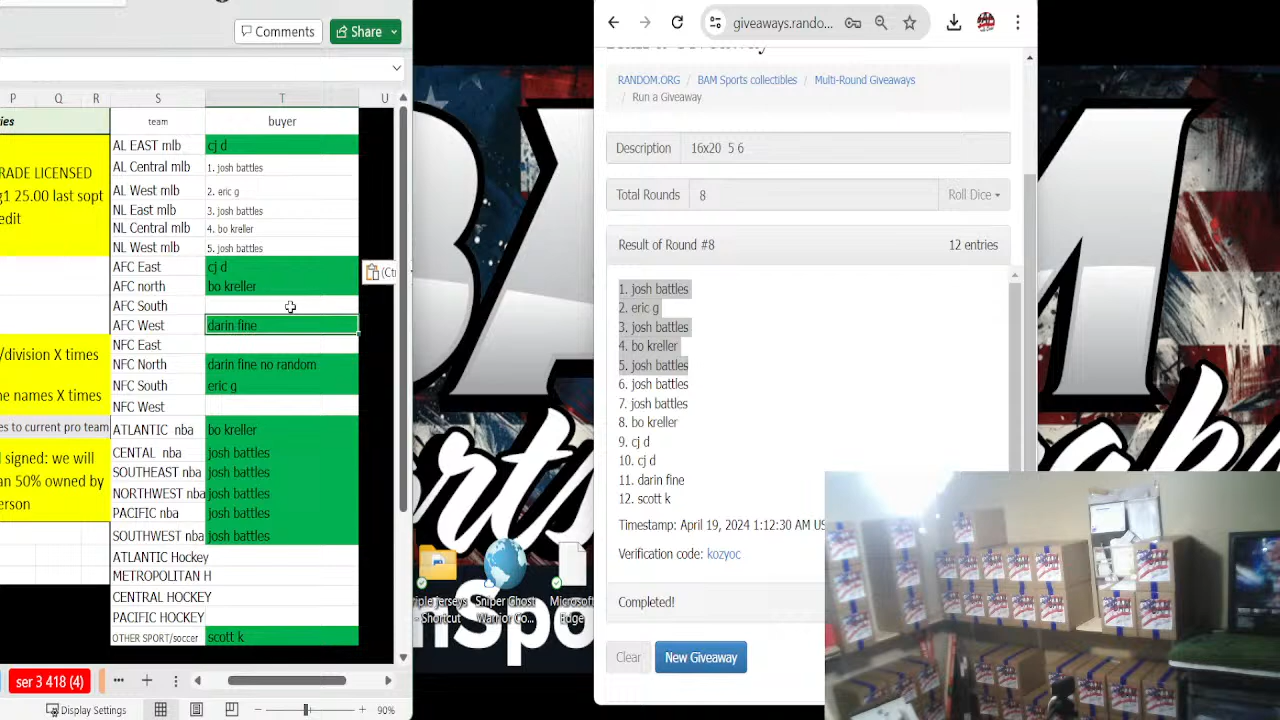 Comments
Share
P Q R S T U
ries team buyer
AL EAST mlb cj d
RADE LICENSED AL Central mlb 1. josh battles
g1 25.00 last sopt AL West mlb 2. eric g
edit NL East mlb 3. josh battles
NL Central mlb 4. bo kreller
NL West mlb 5. josh battles
AFC East cj d
AFC north bo kreller
AFC South
AFC West darin fine
/division X times NFC East
NFC North darin fine no random
ne names X times NFC South eric g
NFC West
es to current pro team ATLANTIC nba bo kreller
signed: we will CENTAL nba josh battles
SOUTHEAST nba josh battles
an 50% owned by NORTHWEST nba josh battles
erson PACIFIC nba josh battles
SOUTHWEST nba josh battles
ATLANTIC Hockey
METROPOLITAN H
CENTRAL HOCKEY
PACIFIC HOCKEY
OTHER SPORT/soccer scott k
ser 3 418 (4)
Display Settings
90%
giveaways.rando...
RANDOM.ORG / BAM Sports collectibles / Multi-Round Giveaways
/ Run a Giveaway
Description 16x20 5 6
Total Rounds 8 Roll Dice
Result of Round #8 12 entries
1. josh battles
2. eric g
3. josh battles
4. bo kreller
5. josh battles
6. josh battles
7. josh battles
8. bo kreller
9. cj d
10. cj d
11. darin fine
12. scott k
Timestamp: April 19, 2024 1:12:30 AM US
Verification code: kozyoc
Completed!
Clear
New Giveaway
riple jerseys
- Shortcut
Sniper Ghost
Warrior Co...
Microsoft
Edge